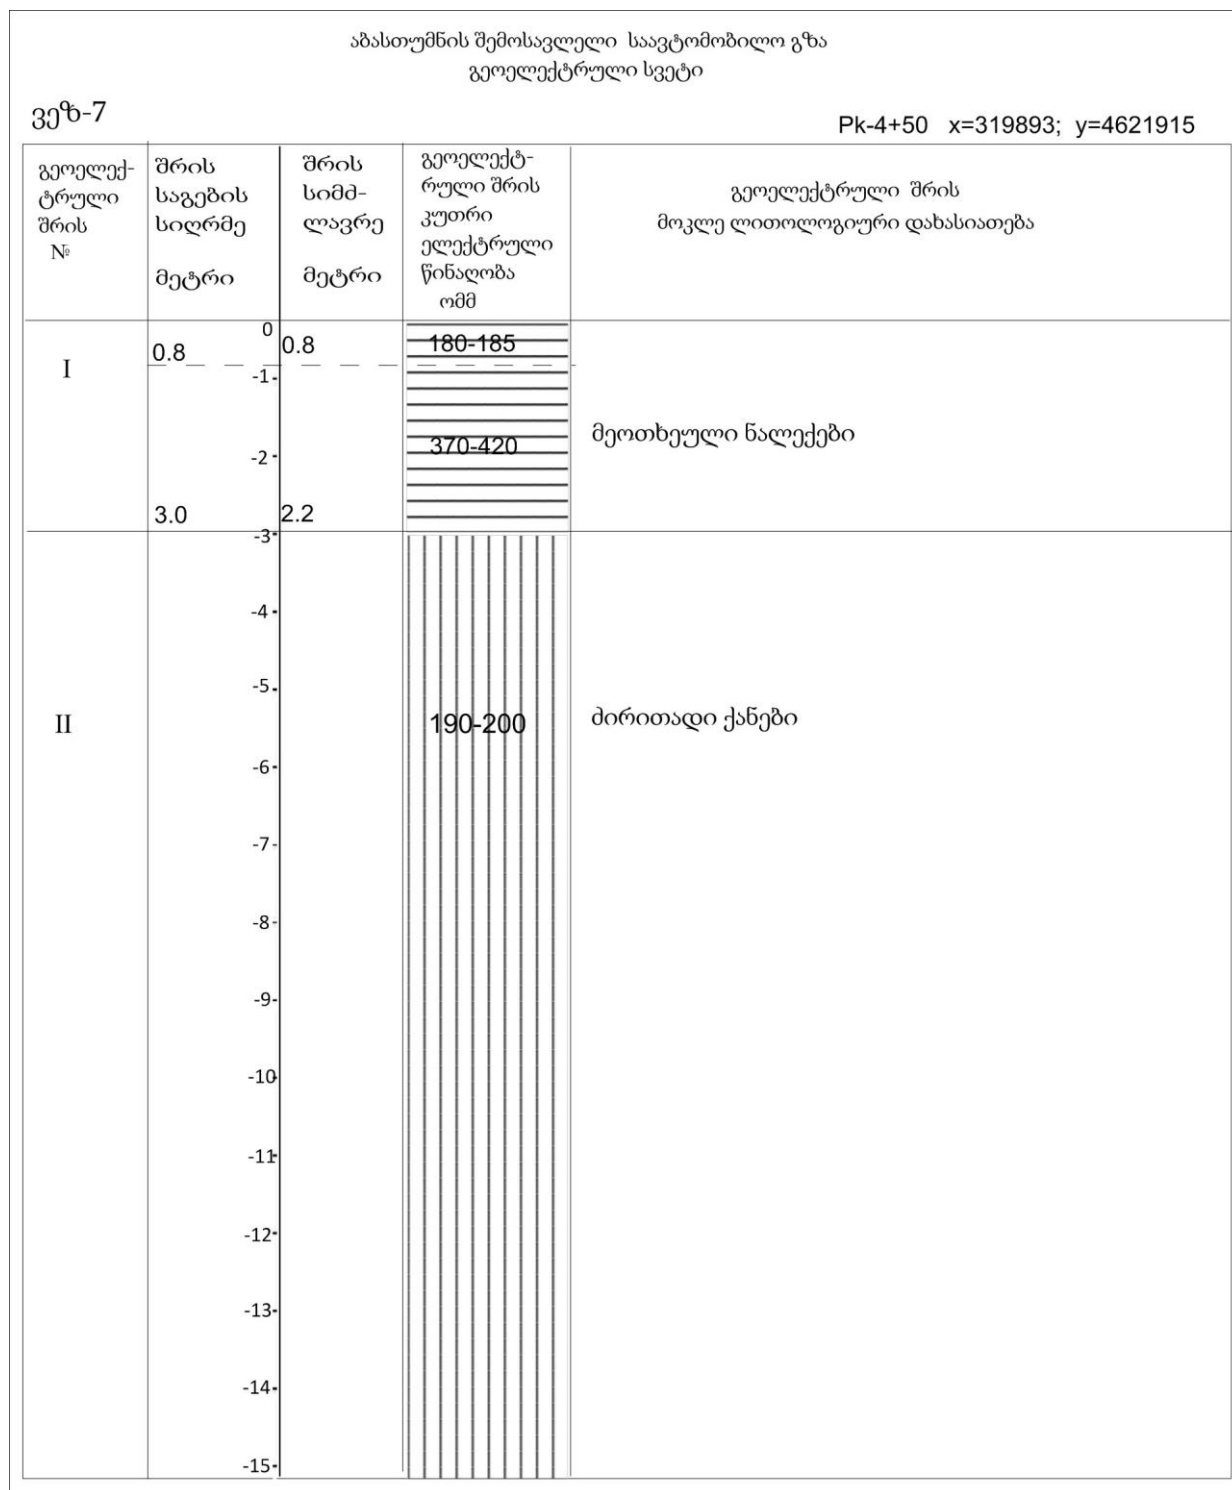 აბასთუმნის შემოსავლელი საავტომობილო გზა
გეოელექტრული სვეტი
ვეზ-7
Pk-4+50 x=319893; y=4621915
გეოელექ-
ტრული
შრის
№
შრის
საგების
სიღრმე
მეტრი
შრის
სიმძ-
ლავრე
მეტრი
გეოელექტ-
რული შრის
კუთრი
ელექტრული
წინაღობა
ომმ
გეოელექტრული შრის
მოკლე ლითოლოგიური დახასიათება
I
0.8
0
0.8
180-185
-1
-2
370-420
მეოთხეული ნალექები
3.0
2.2
-3
-4
-5
II
190-200
ძირითადი ქანები
-6
-7
-8
-9
-10
-11
-12
-13
-14
-15